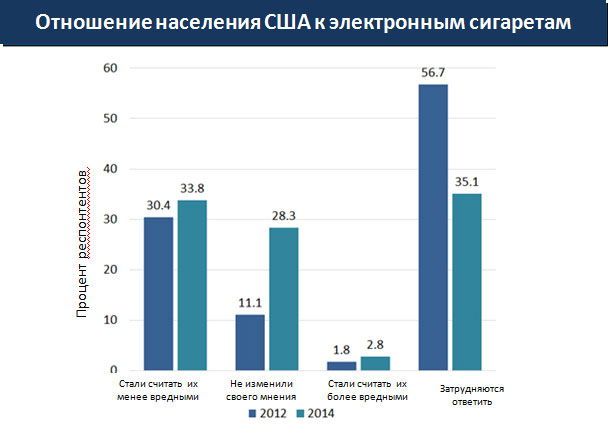 Отношение населения США к электронным сигаретам
60
50
40
30
20
10
0
Процент респонтентов
30.4
33.8
11.1
28.3
1.8
2.8
56.7
35.1
Стали считать их
менее вредными
Не изменили
своего мнения
Стали считать их
более вредными
Затрудняются
ответить
2012 2014